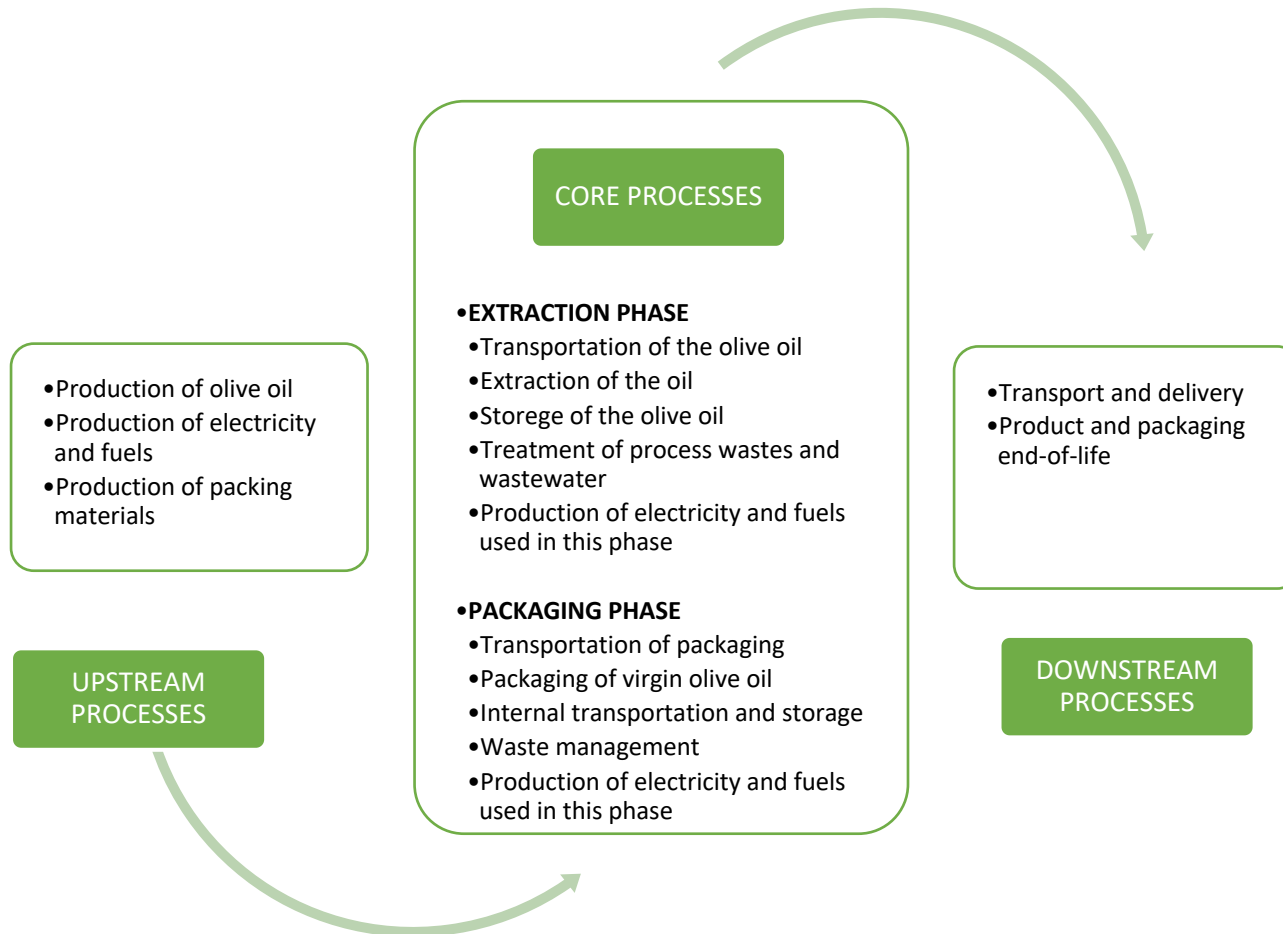 •Production of olive oil
•Production of electricity
and fuels
•Production of packing
materials
UPSTREAM
PROCESSES
CORE PROCESSES
•EXTRACTION PHASE
•Transportation of the olive oil
•Extraction of the oil
•Storege of the olive oil
•Treatment of process wastes and
wastewater
•Production of electricity and fuels
used in this phase
•PACKAGING PHASE
•Transportation of packaging
•Packaging of virgin olive oil
•Internal transportation and storage
•Waste management
•Production of electricity and fuels
used in this phase
•Transport and delivery
•Product and packaging
end-of-life
DOWNSTREAM
PROCESSES